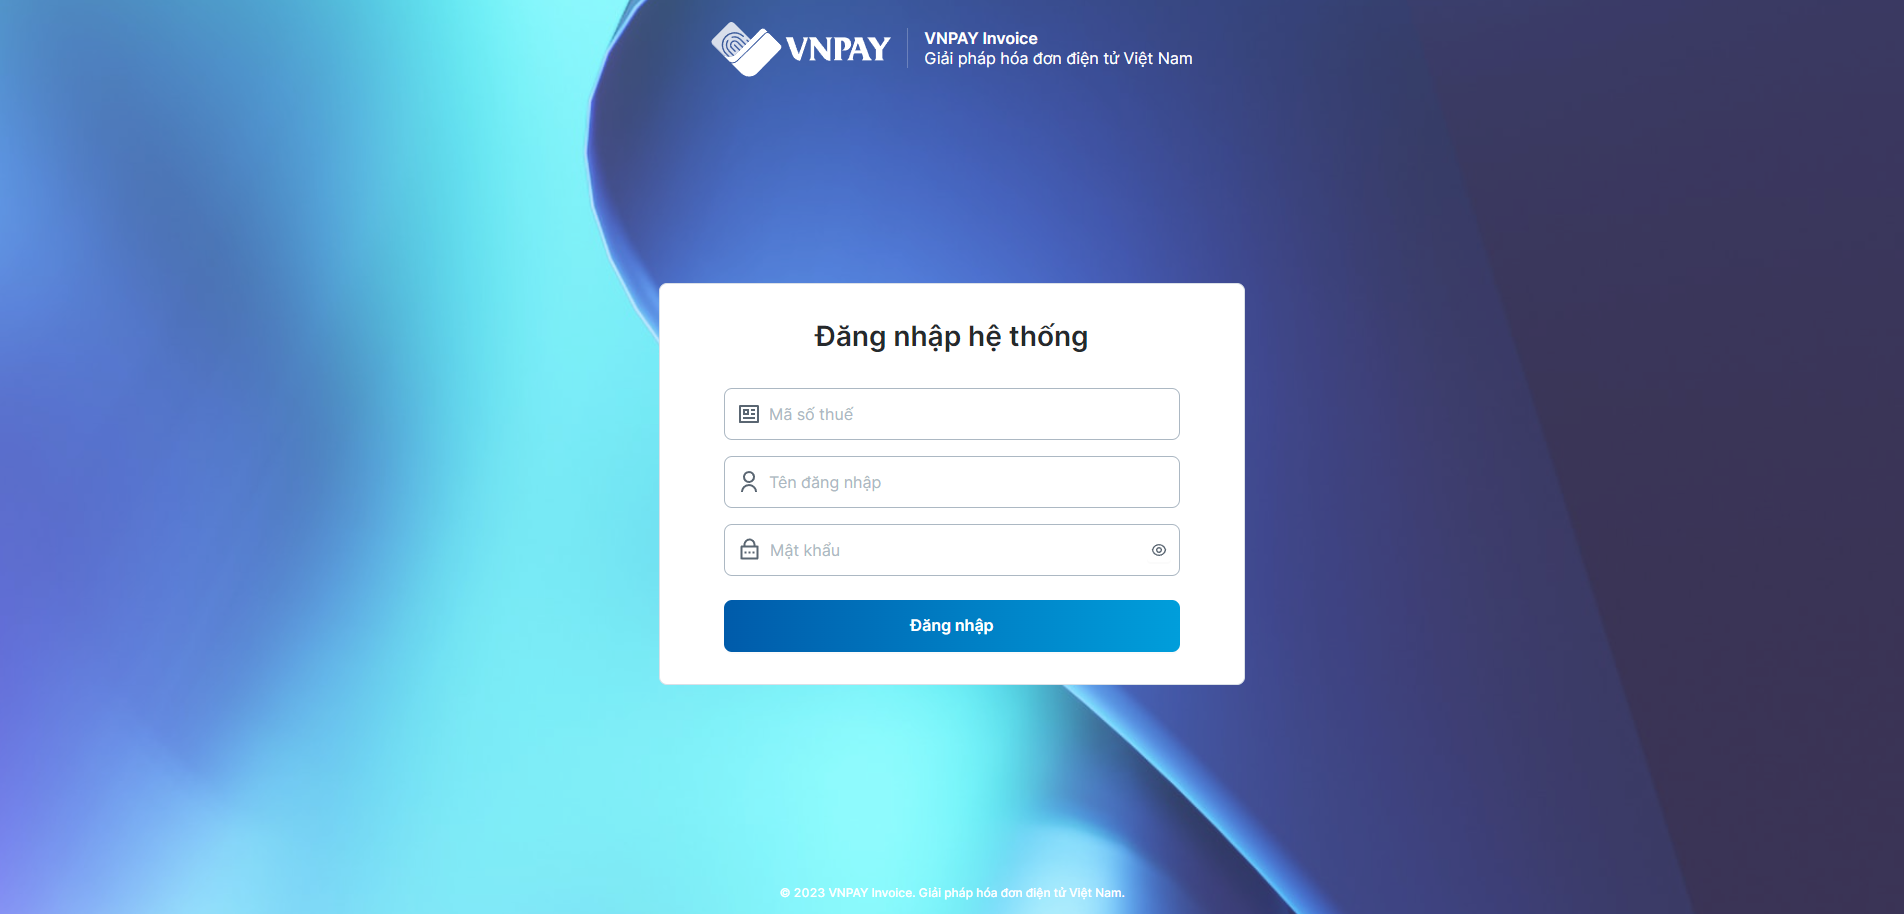 VNPAY
VNPAY Invoice
Giải pháp hóa đơn điện tử Việt Nam
Đăng nhập hệ thống
Mã số thuế
Tên đăng nhập
Mật khẩu
Đăng nhập
© 2023 VNPAY Invoice. Giải pháp hóa đơn điện tử Việt Nam.